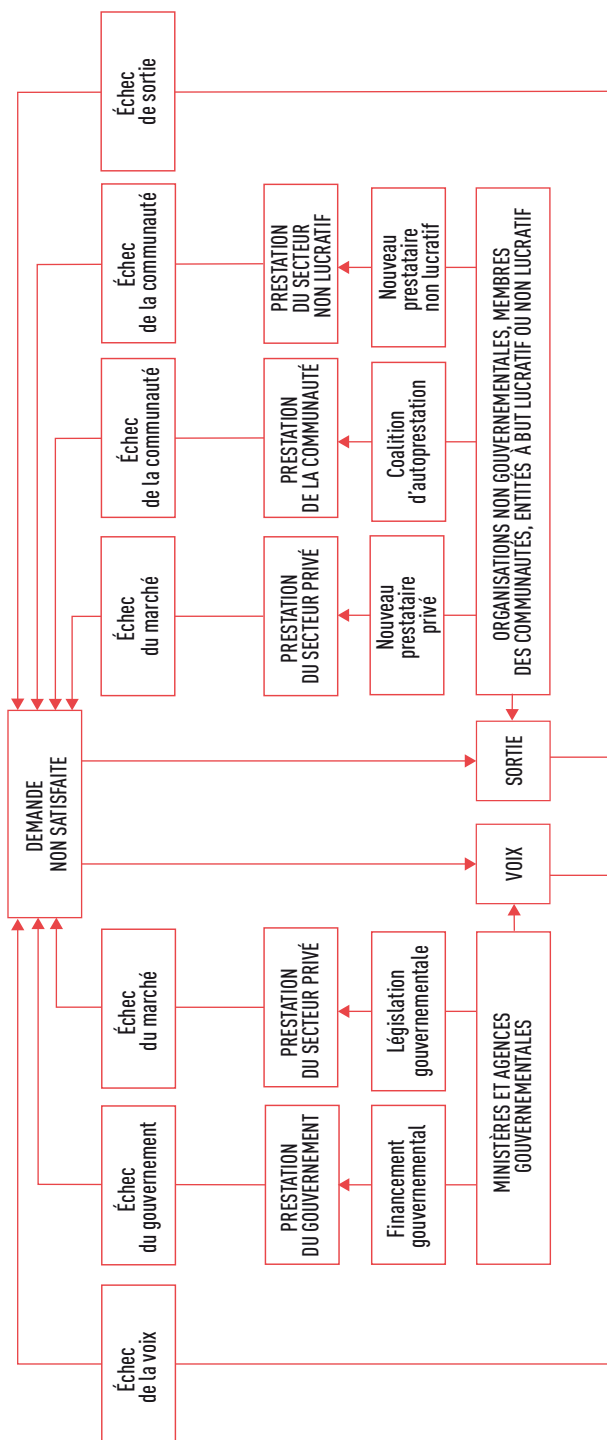 DEMANDE
NON SATISFAITE
Échec
de la voix
Échec
du gouvernement
Échec
du marché
Échec
du marché
Échec
de la communauté
Échec
de la communauté
Échec
de sortie
PRESTATION
DU GOUVERNEMENT
PRESTATION
DU SECTEUR PRIVÉ
PRESTATION
DU SECTEUR PRIVÉ
PRESTATION
DE LA COMMUNAUTÉ
PRESTATION
DU SECTEUR
NON LUCRATIF
Financement
gouvernemental
Législation
gouvernementale
Nouveau
prestataire
privé
Coalition
d'autoprestation
Nouveau
prestataire
non lucratif
MINISTÈRES ET AGENCES
GOUVERNEMENTALES
VOIX
SORTIE
ORGANISATIONS NON GOUVERNEMENTALES, MEMBRES
DES COMMUNAUTÉS, ENTITÉS À BUT LUCRATIF OU NON LUCRATIF